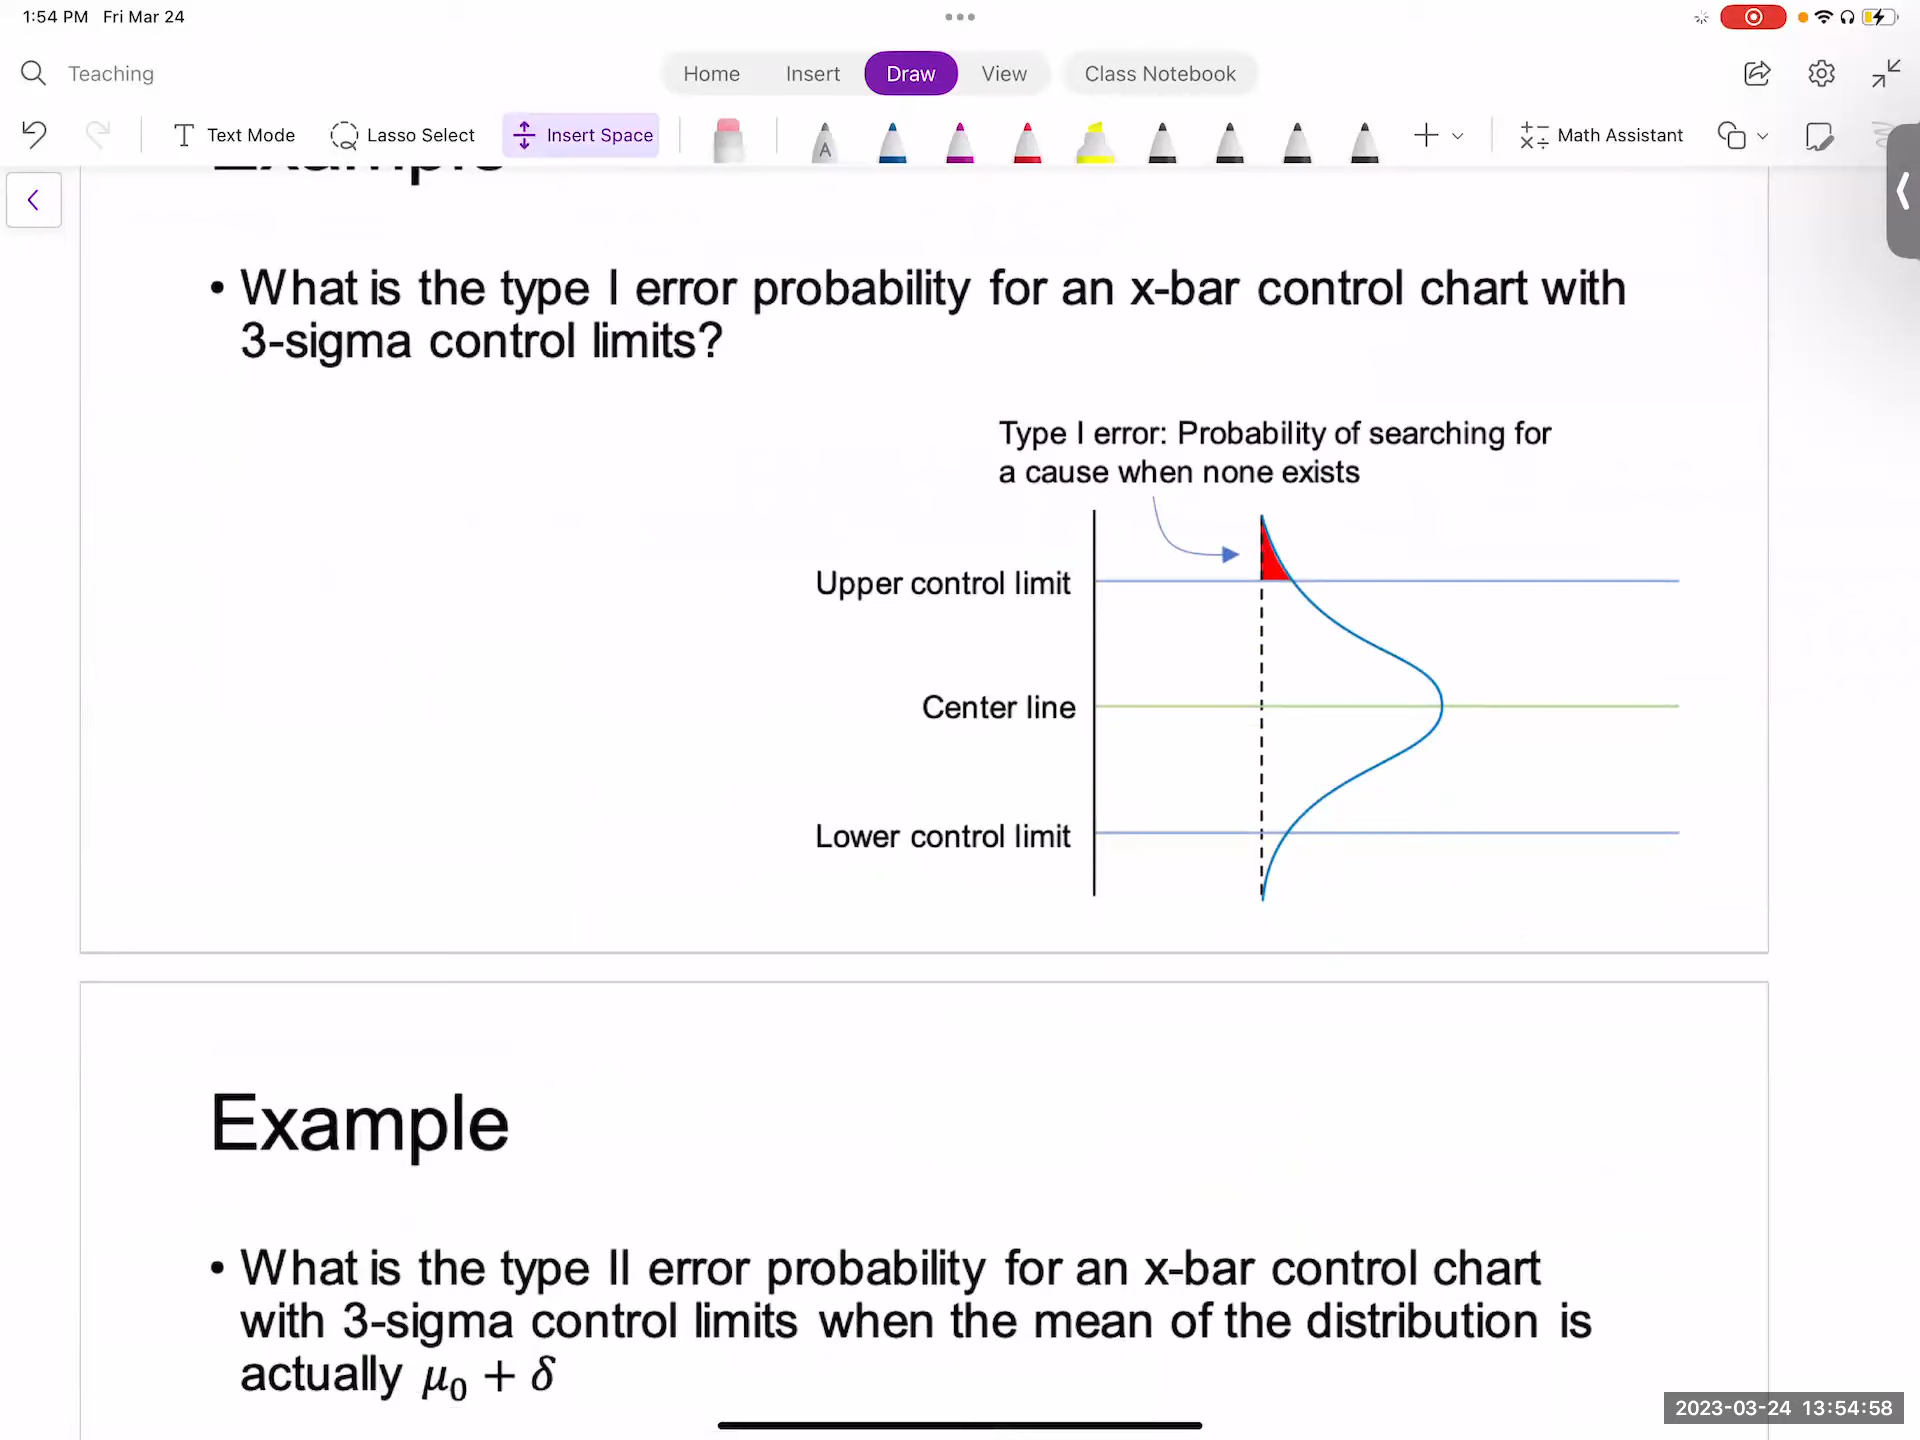 1:54 PM Fri Mar 24
Teaching
Home Insert Draw View Class Notebook
Text Mode Lasso Select Insert Space A Math Assistant
Example
• What is the type I error probability for an x-bar control chart with
3-sigma control limits?
Type I error: Probability of searching for
a cause when none exists
Upper control limit
Center line
Lower control limit
Example
• What is the type II error probability for an x-bar control chart
with 3-sigma control limits when the mean of the distribution is
actually μ₀ + δ
2023-03-24 13:54:58